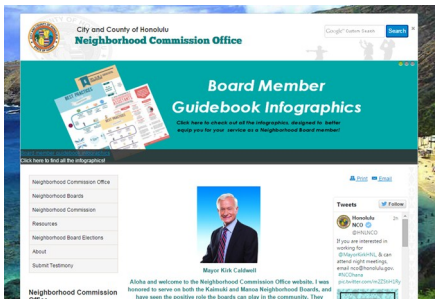 City and County of Honolulu
Neighborhood Commission Office
Search
Board Member
Guidebook Infographics
Click here to check out all the infographics, designed to better
equip you for your service as a Neighborhood Board member!
Click here to find all the infographics!
Print Email
Neighborhood Commission Office
Neighborhood Boards
Neighborhood Commission
Resources
Neighborhood Board Elections
About
Submit Testimony
Neighborhood Commission
Office
Mayor Kirk Caldwell
Aloha and welcome to the Neighborhood Commission Office website. I was
honored to serve on both the Kaimuki and Manoa Neighborhood Boards, and
have seen the positive role the boards can play in the community. They
Tweets
Follow
Honolulu
NCO
@HNLNCO
If you are interested in
working for
@MayorKirkHNL, & can
attend night meetings,
email nco@honolulu.gov.
#NCOhana